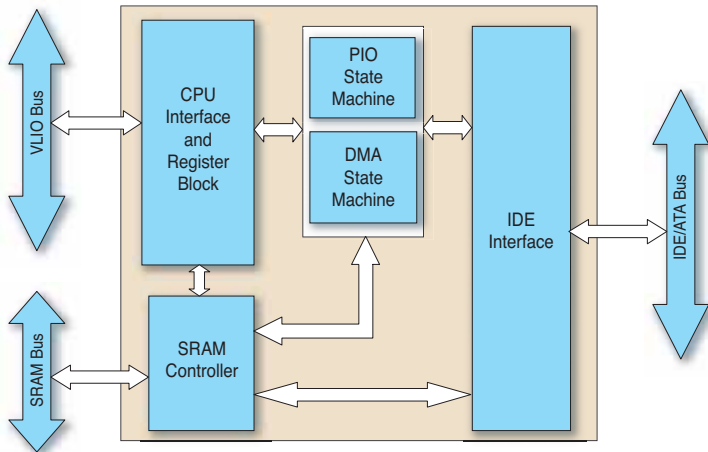 VLIO Bus
CPU
Interface
and
Register
Block
PIO
State
Machine
DMA
State
Machine
IDE
Interface
IDE/ATA Bus
SRAM Bus
SRAM
Controller